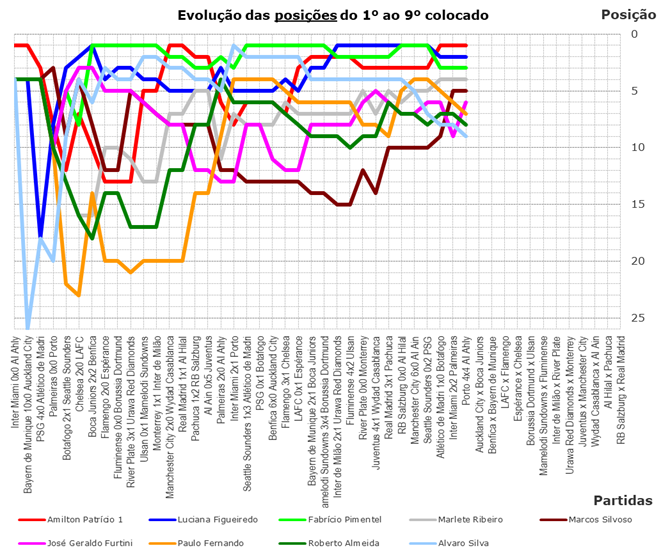 Evolução das posições do 1º ao 9º colocado
Posição
0
5
10
15
20
25
Inter Miami 0x0 Al Ahly
Bayern de Munique 10x0 Auckland City
PSG 4x0 Atlético de Madri
Palmeiras 0x0 Porto
Botafogo 2x1 Seattle Sounders
Chelsea 2x0 LAFC
Boca Juniors 2x2 Benfica
Flamengo 2x0 Espérance
Fluminense 0x0 Borussia Dortmund
River Plate 3x1 Urawa Red Diamonds
Ulsan 0x1 Mamelodi Sundowns
Monterrey 1x1 Inter de Milão
Manchester City 2x0 Wydad Casablanca
Real Madrid 1x1 Al Hilal
Pachuca 1x2 RB Salzburg
Al Ain 0x5 Juventus
Palmeiras 2x0 Al Ahly
Inter Miami 2x1 Porto
Seattle Sounders 1x3 Atlético de Madri
PSG 0x1 Botafogo
Benfica 6x0 Auckland City
Flamengo 3x1 Chelsea
LAFC 0x1 Espérance
Bayern de Munique 2x1 Boca Juniors
amelodi Sundowns 3x4 Borussia Dortmund
Inter de Milão 2x1 Urawa Red Diamonds
Fluminense 4x2 Ulsan
River Plate 0x0 Monterrey
Juventus 4x1 Wydad Casablanca
Real Madrid 3x1 Pachuca
RB Salzburg 0x0 Al Hilal
Manchester City 6x0 Al Ain
Seattle Sounders 0x2 PSG
Atlético de Madri 1x0 Botafogo
Inter Miami 2x2 Palmeiras
Porto 4x4 Al Ahly
Auckland City x Boca Juniors
Benfica x Bayern de Munique
LAFC x Flamengo
Espérance x Chelsea
Borussia Dortmund x Ulsan
Mamelodi Sundowns x Fluminense
Inter de Milão x River Plate
Urawa Red Diamonds x Monterrey
Juventus x Manchester City
Wydad Casablanca x Al Ain
Al Hilal x Pachuca
RB Salzburg x Real Madrid
Partidas
Amilton Patrício 1
Luciana Figueiredo
Fabrício Pimentel
Marlete Ribeiro
Marcos Silvoso
José Geraldo Furtini
Paulo Fernando
Roberto Almeida
Alvaro Silva